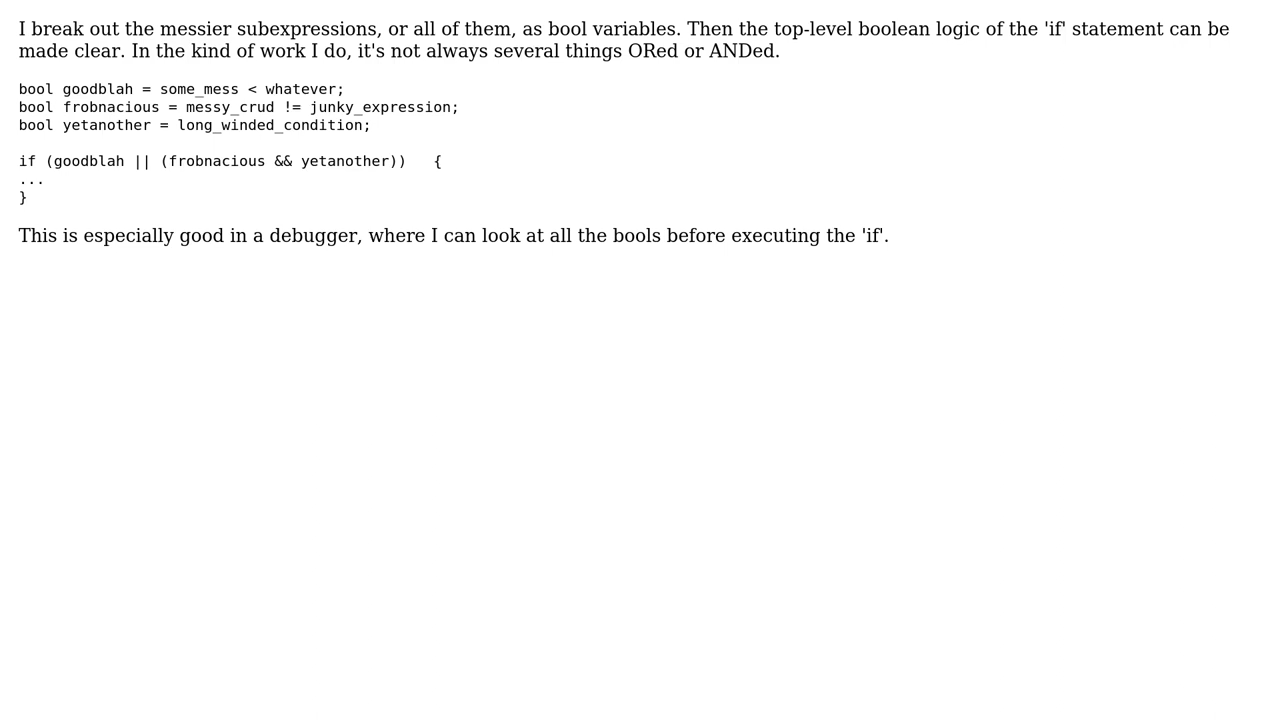 I break out the messier subexpressions, or all of them, as bool variables. Then the top-level boolean logic of the 'if' statement can be
made clear. In the kind of work I do, it's not always several things ORed or ANDed.
bool goodblah = some_mess < whatever;
bool frobnacious = messy_crud != junky_expression;
bool yetanother = long_winded_condition;
if (goodblah || (frobnacious && yetanother))   {
...
}
This is especially good in a debugger, where I can look at all the bools before executing the 'if'.